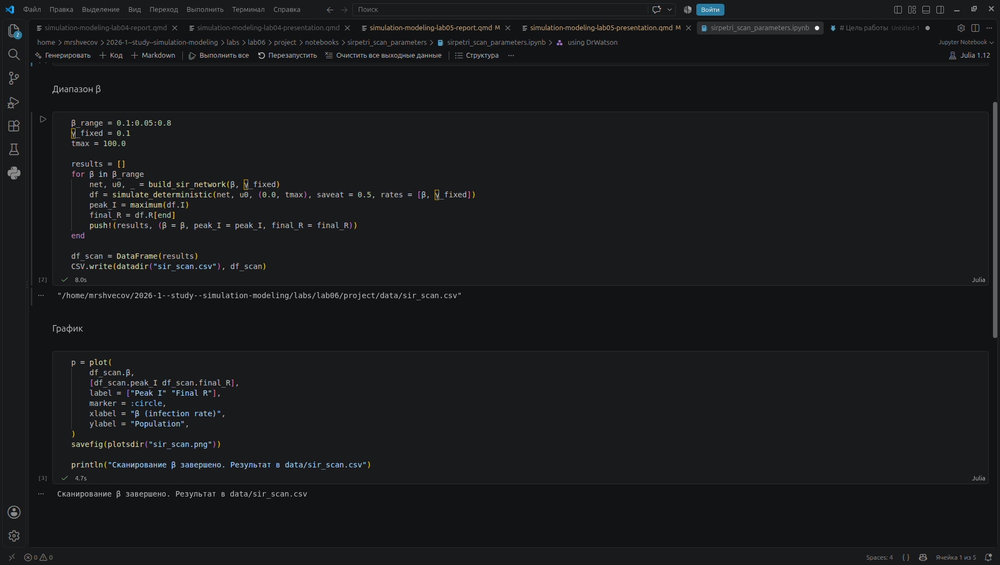 Файл Правка Выделение Вид Переход Выполнить Терминал Справка Поиск Войти
simulation-modeling-lab04-report.qmd simulation-modeling-lab04-presentation.qmd simulation-modeling-lab05-report.qmd M simulation-modeling-lab05-presentation.qmd M sirpetri_scan_parameters.ipynb # Цель работы Untitled-1
2
home > mrshvecov > 2026-1--study--simulation-modeling > labs > lab06 > project > notebooks > sirpetri_scan_parameters > sirpetri_scan_parameters.ipynb > using DrWatson Jupyter Notebook
Генерировать + Код + Markdown Выполнить все Перезапустить Очистить все выходные данные Структура ... Julia 1.12
Диапазон β
β_range = 0.1:0.05:0.8
γ_fixed = 0.1
tmax = 100.0
results = []
for β in β_range
net, u0, _ = build_sir_network(β, γ_fixed)
df = simulate_deterministic(net, u0, (0.0, tmax), saveat = 0.5, rates = [β, γ_fixed])
peak_I = maximum(df.I)
final_R = df.R[end]
push!(results, (β = β, peak_I = peak_I, final_R = final_R))
end
df_scan = DataFrame(results)
CSV.write(datadir("sir_scan.csv"), df_scan)
[2] 8.0s Julia
... "/home/mrshvecov/2026-1--study--simulation-modeling/labs/lab06/project/data/sir_scan.csv"
График
p = plot(
df_scan.β,
[df_scan.peak_I df_scan.final_R],
label = ["Peak I" "Final R"],
marker = :circle,
xlabel = "β (infection rate)",
ylabel = "Population",
)
savefig(plotsdir("sir_scan.png"))
println("Сканирование β завершено. Результат в data/sir_scan.csv")
[3] 4.7s Julia
... Сканирование β завершено. Результат в data/sir_scan.csv
0 0 Spaces: 4 { } Ячейка 1 из 5